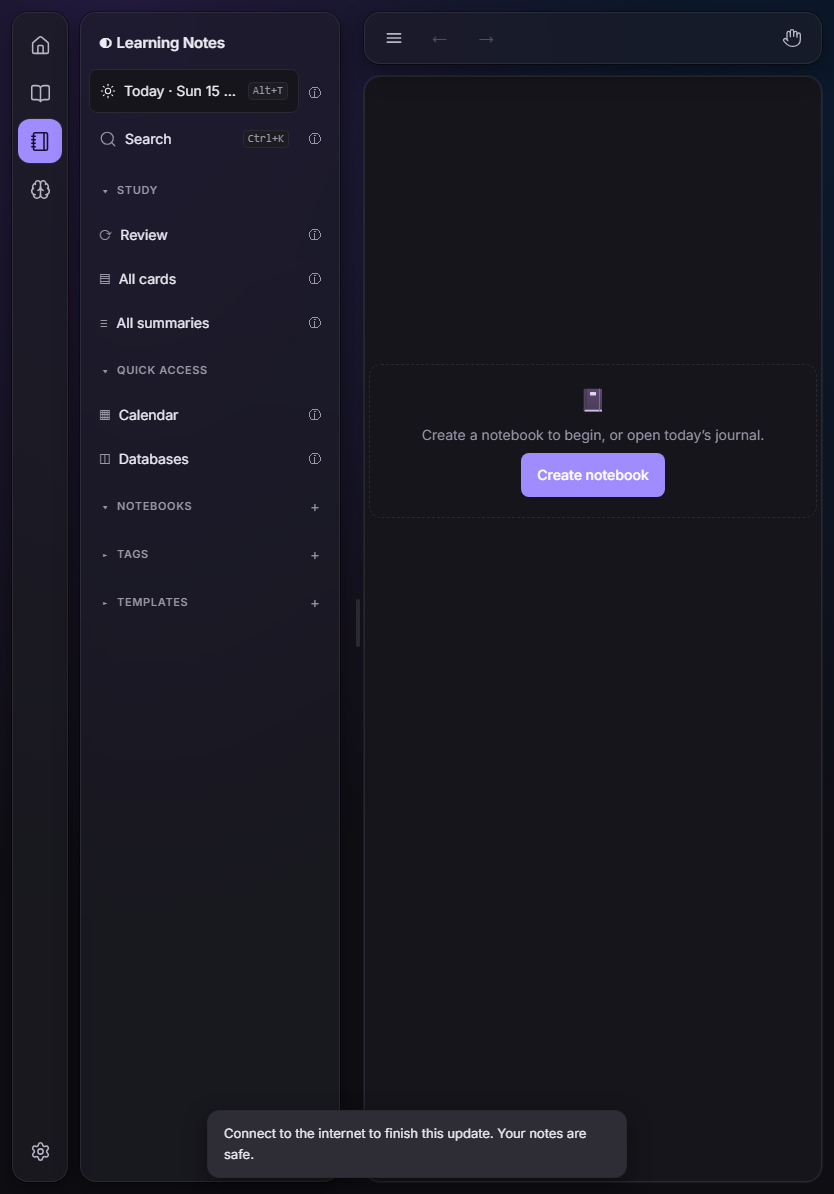 Learning Notes
Today · Sun 15 ... Alt+T
Search Ctrl+K
STUDY
Review
All cards
All summaries
QUICK ACCESS
Calendar
Databases
NOTEBOOKS +
TAGS +
TEMPLATES +
Create a notebook to begin, or open today’s journal.
Create notebook
Connect to the internet to finish this update. Your notes are
safe.